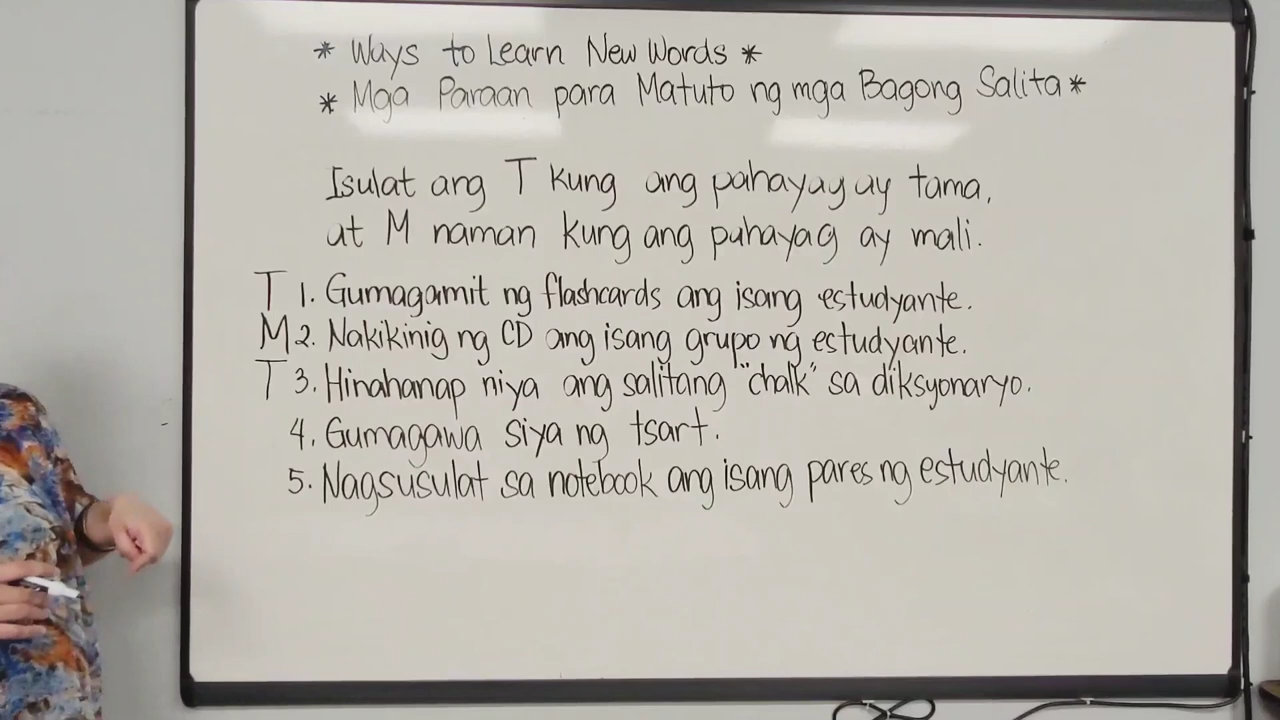 * Ways to Learn New Words *
* Mga Paraan para Matuto ng mga Bagong Salita *
Isulat ang T kung ang pahayag ay tama,
at M naman kung ang pahayag ay mali.
T 1. Gumagamit ng flashcards ang isang estudyante.
M 2. Nakikinig ng CD ang isang grupo ng estudyante.
T 3. Hinahanap niya ang salitang "chalk" sa diksyonaryo.
4. Gumagawa siya ng tsart.
5. Nagsusulat sa notebook ang isang pares ng estudyante.